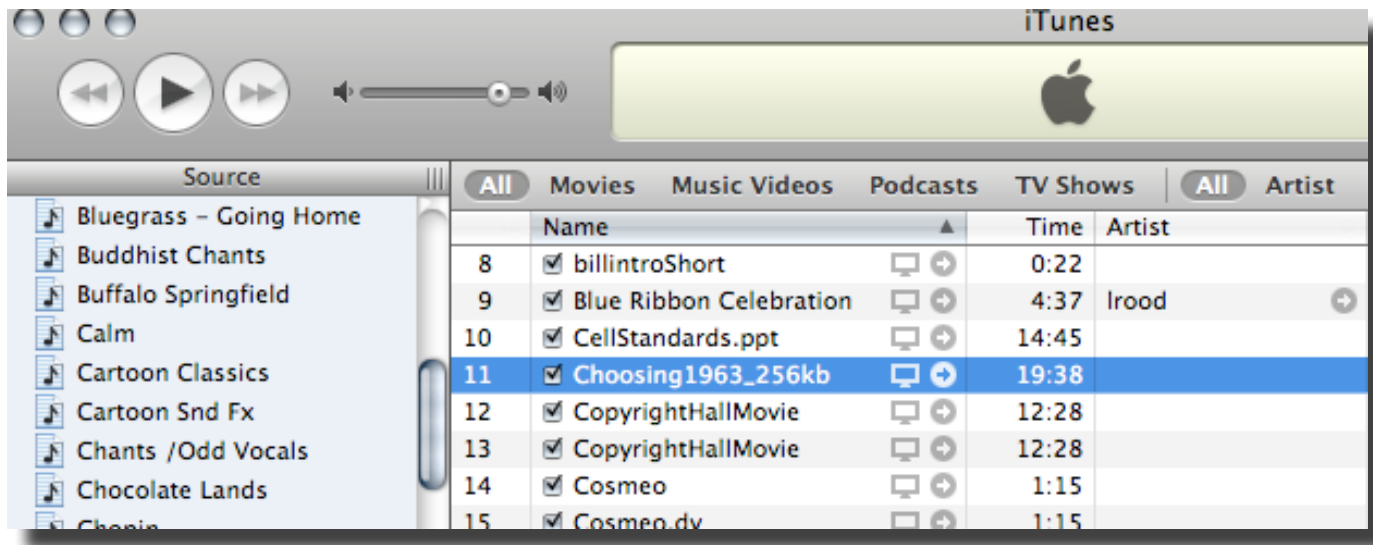 iTunes
Source
Bluegrass – Going Home
Buddhist Chants
Buffalo Springfield
Calm
Cartoon Classics
Cartoon Snd Fx
Chants /Odd Vocals
Chocolate Lands
Chopin
All Movies Music Videos Podcasts TV Shows All Artist
Name Time Artist
8 billintroShort 0:22
9 Blue Ribbon Celebration 4:37 lrood
10 CellStandards.ppt 14:45
11 Choosing1963_256kb 19:38
12 CopyrightHallMovie 12:28
13 CopyrightHallMovie 12:28
14 Cosmeo 1:15
15 Cosmeo.dv 1:15